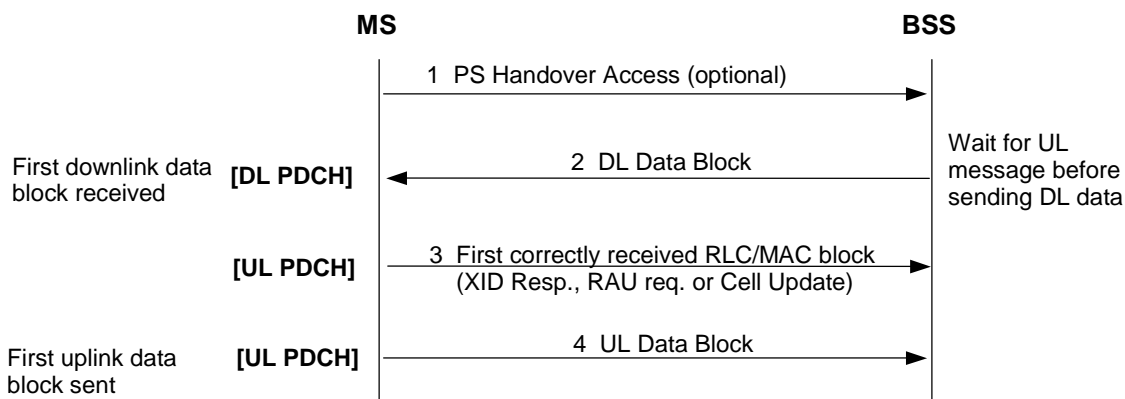 MS BSS
1 PS Handover Access (optional)
First downlink data
block received
[DL PDCH]
2 DL Data Block
Wait for UL
message before
sending DL data
[UL PDCH]
3 First correctly received RLC/MAC block
(XID Resp., RAU req. or Cell Update)
First uplink data
block sent
[UL PDCH]
4 UL Data Block